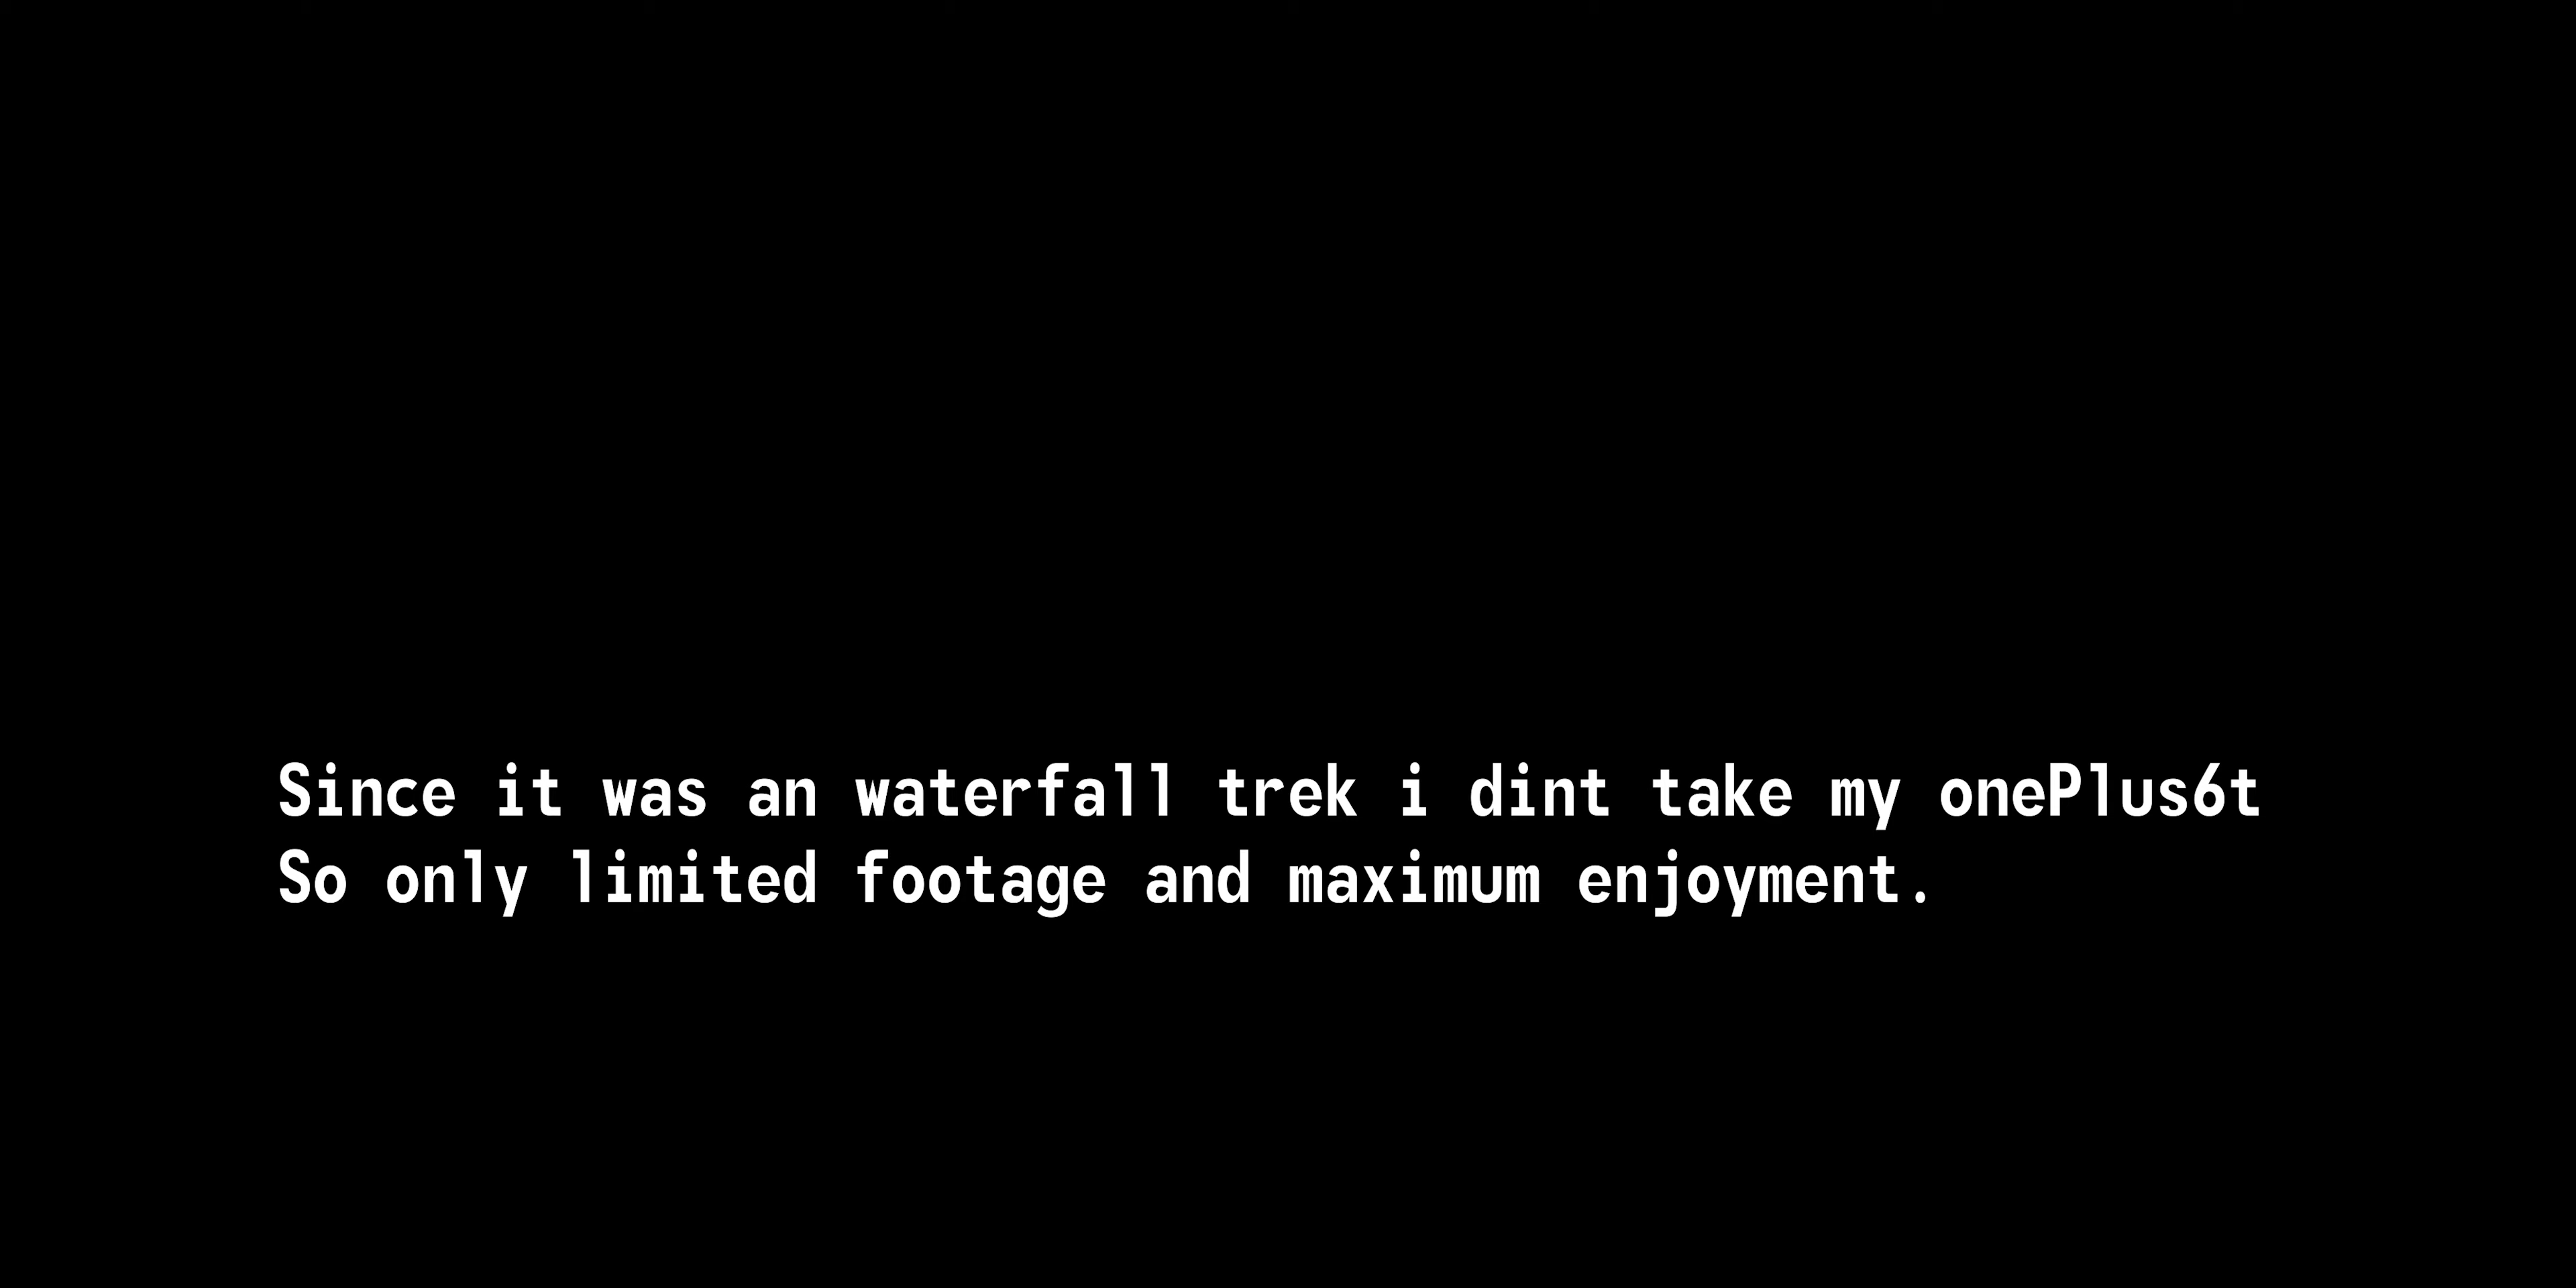 Since it was an waterfall trek i dint take my onePlus6t
So only limited footage and maximum enjoyment.